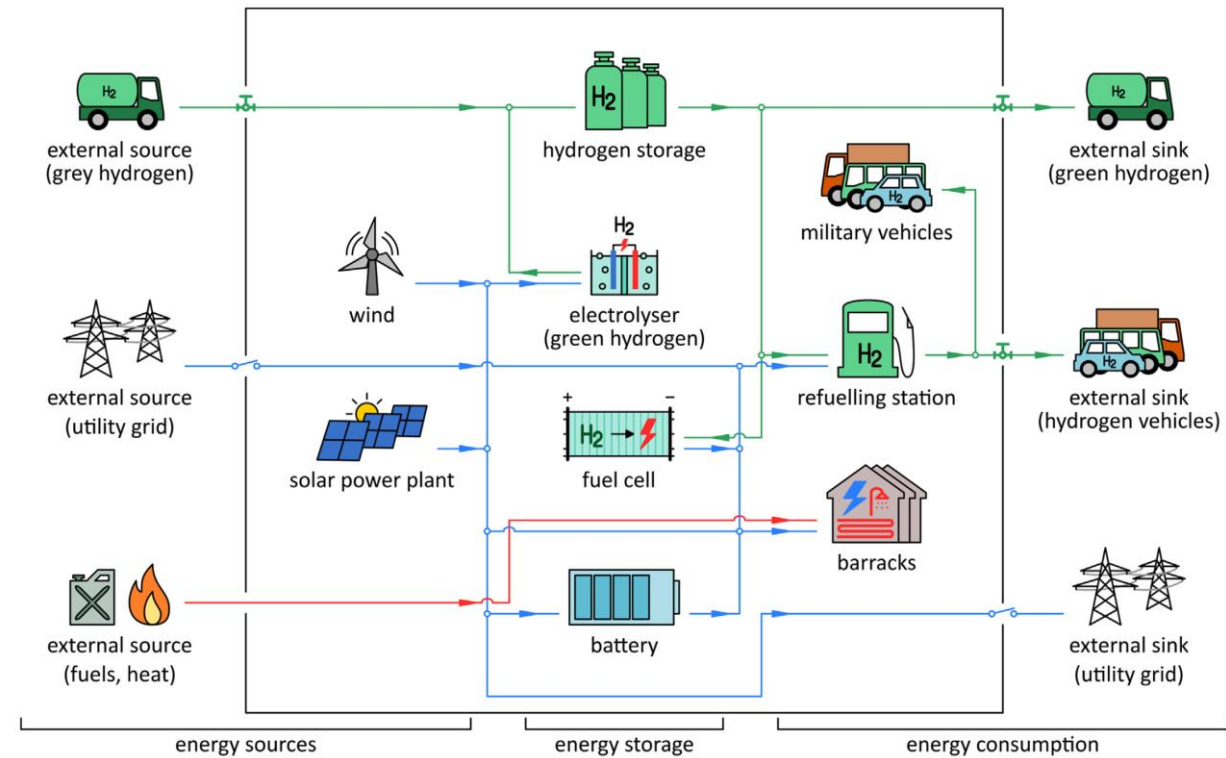 H₂
external source
(grey hydrogen)
H₂
hydrogen storage
H₂
external sink
(green hydrogen)
H₂
military vehicles
wind
H₂
electrolyser
(green hydrogen)
external source
(utility grid)
H₂
refuelling station
H₂
external sink
(hydrogen vehicles)
solar power plant
+ −
H₂
fuel cell
barracks
external source
(fuels, heat)
battery
external sink
(utility grid)
energy sources
energy storage
energy consumption